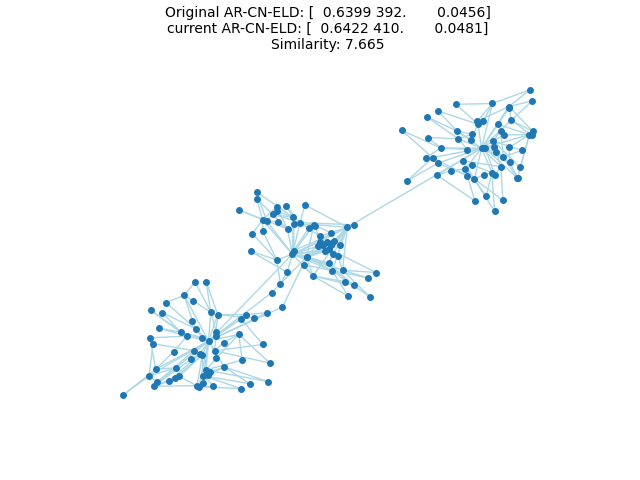 Original AR-CN-ELD: [  0.6399 392.       0.0456]
current AR-CN-ELD: [  0.6422 410.       0.0481]
Similarity: 7.665